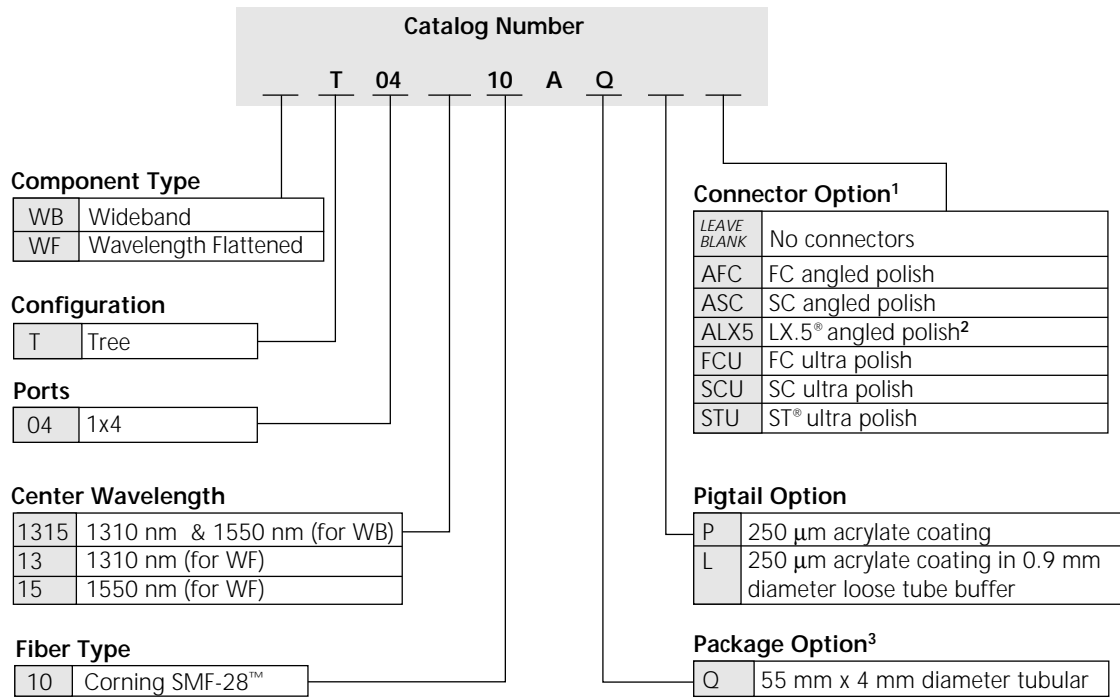 Catalog Number
__ T 04 __ 10 A Q __ __
Component Type
WB Wideband
WF Wavelength Flattened
Configuration
T Tree
Ports
04 1x4
Center Wavelength
1315 1310 nm & 1550 nm (for WB)
13 1310 nm (for WF)
15 1550 nm (for WF)
Fiber Type
10 Corning SMF-28™
Connector Option¹
LEAVE BLANK No connectors
AFC FC angled polish
ASC SC angled polish
ALX5 LX.5® angled polish²
FCU FC ultra polish
SCU SC ultra polish
STU ST® ultra polish
Pigtail Option
P 250 µm acrylate coating
L 250 µm acrylate coating in 0.9 mm
diameter loose tube buffer
Package Option³
Q 55 mm x 4 mm diameter tubular